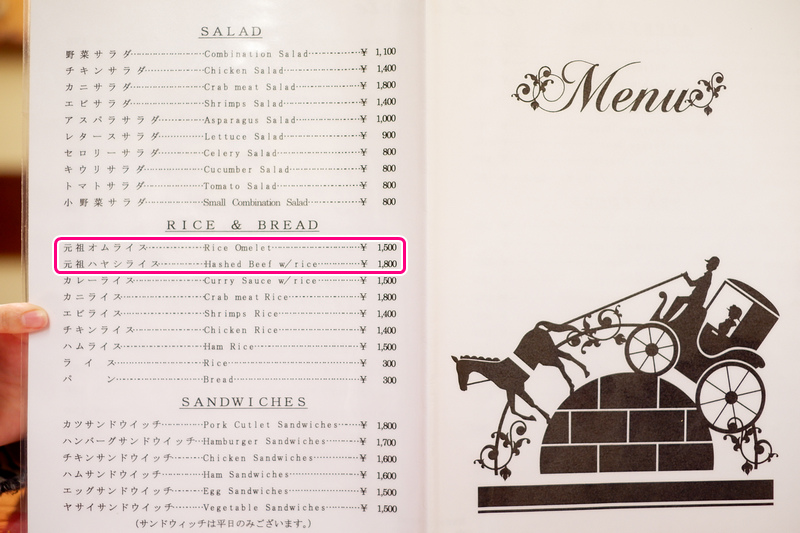 SALAD
野菜サラダ Combination Salad ¥ 1,100
チキンサラダ Chicken Salad ¥ 1,400
カニサラダ Crab meat Salad ¥ 1,800
エビサラダ Shrimps Salad ¥ 1,400
アスパラサラダ Asparagus Salad ¥ 1,000
レタースサラダ Lettuce Salad ¥ 900
セロリーサラダ Celery Salad ¥ 800
キウリサラダ Cucumber Salad ¥ 800
トマトサラダ Tomato Salad ¥ 800
小野菜サラダ Small Combination Salad ¥ 800
RICE & BREAD
元祖オムライス Rice Omelet ¥ 1,500
元祖ハヤシライス Hashed Beef w/rice ¥ 1,800
カレーライス Curry Sauce w/rice ¥ 1,500
カニライス Crab meat Rice ¥ 1,800
エビライス Shrimps Rice ¥ 1,400
チキンライス Chicken Rice ¥ 1,400
ハムライス Ham Rice ¥ 1,500
ライス Rice ¥ 300
パン Bread ¥ 300
SANDWICHES
カツサンドウイッチ Pork Cutlet Sandwiches ¥ 1,800
ハンバーグサンドウイッチ Hamburger Sandwiches ¥ 1,700
チキンサンドウイッチ Chicken Sandwiches ¥ 1,600
ハムサンドウイッチ Ham Sandwiches ¥ 1,600
エッグサンドウイッチ Egg Sandwiches ¥ 1,500
ヤサイサンドウイッチ Vegetable Sandwiches ¥ 1,500
(サンドウィッチは平日のみございます。)
Menu